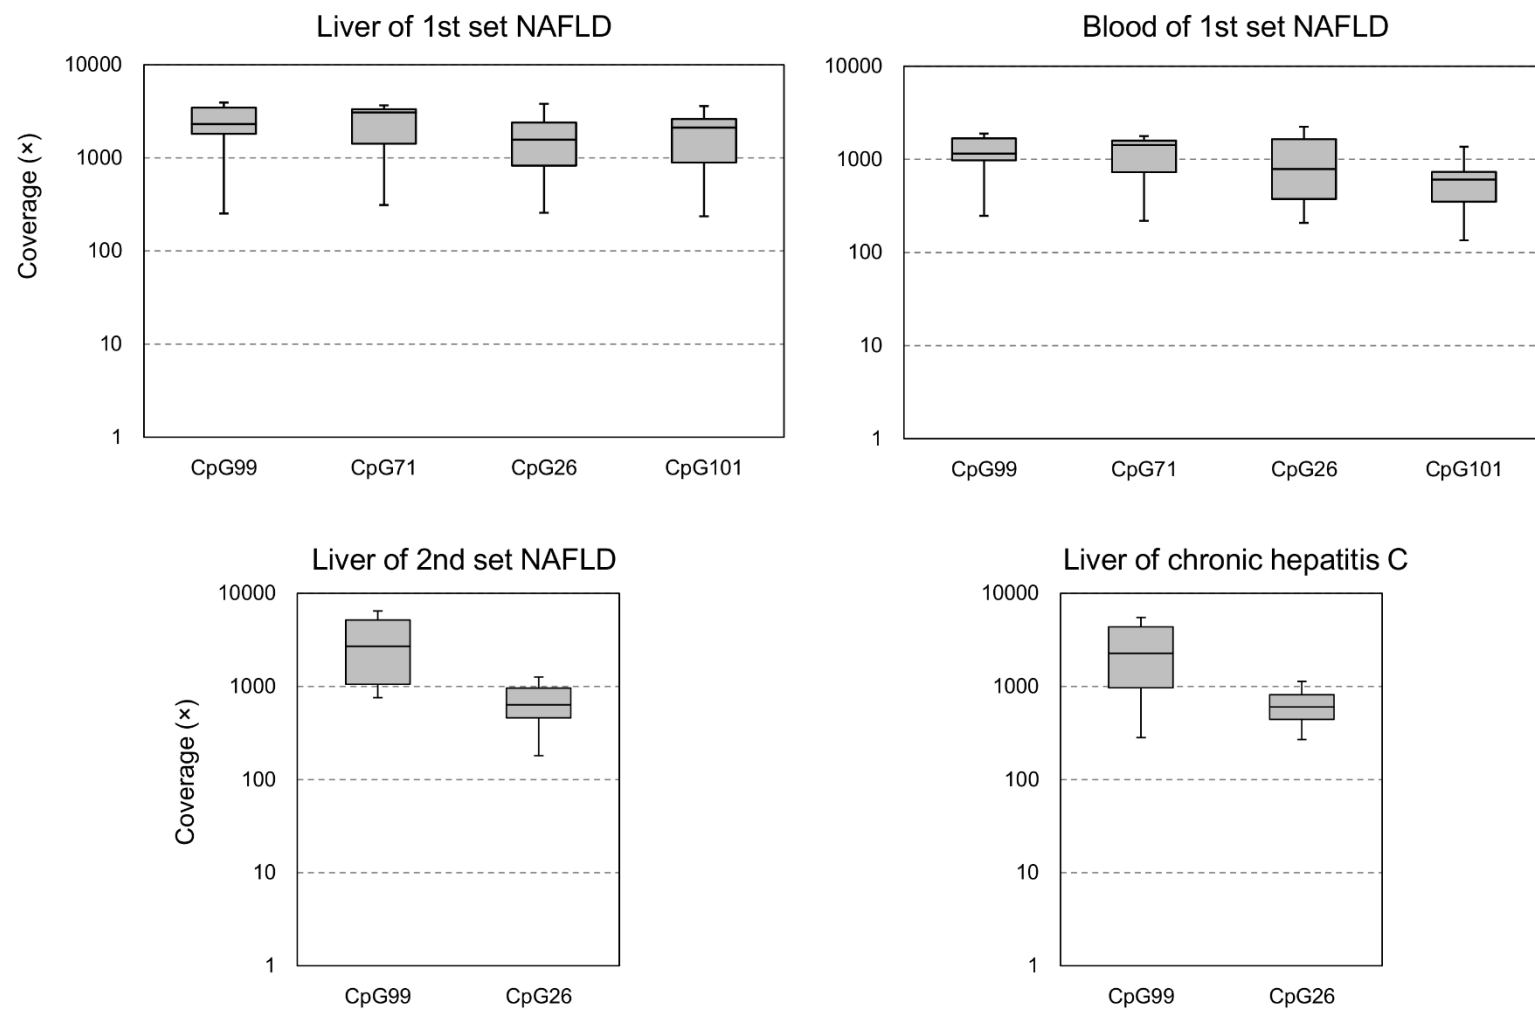 Liver of 1st set NAFLD
Coverage (×)
10000
1000
100
10
1
CpG99 CpG71 CpG26 CpG101
Blood of 1st set NAFLD
10000
1000
100
10
1
CpG99 CpG71 CpG26 CpG101
Liver of 2nd set NAFLD
Coverage (×)
10000
1000
100
10
1
CpG99 CpG26
Liver of chronic hepatitis C
10000
1000
100
10
1
CpG99 CpG26